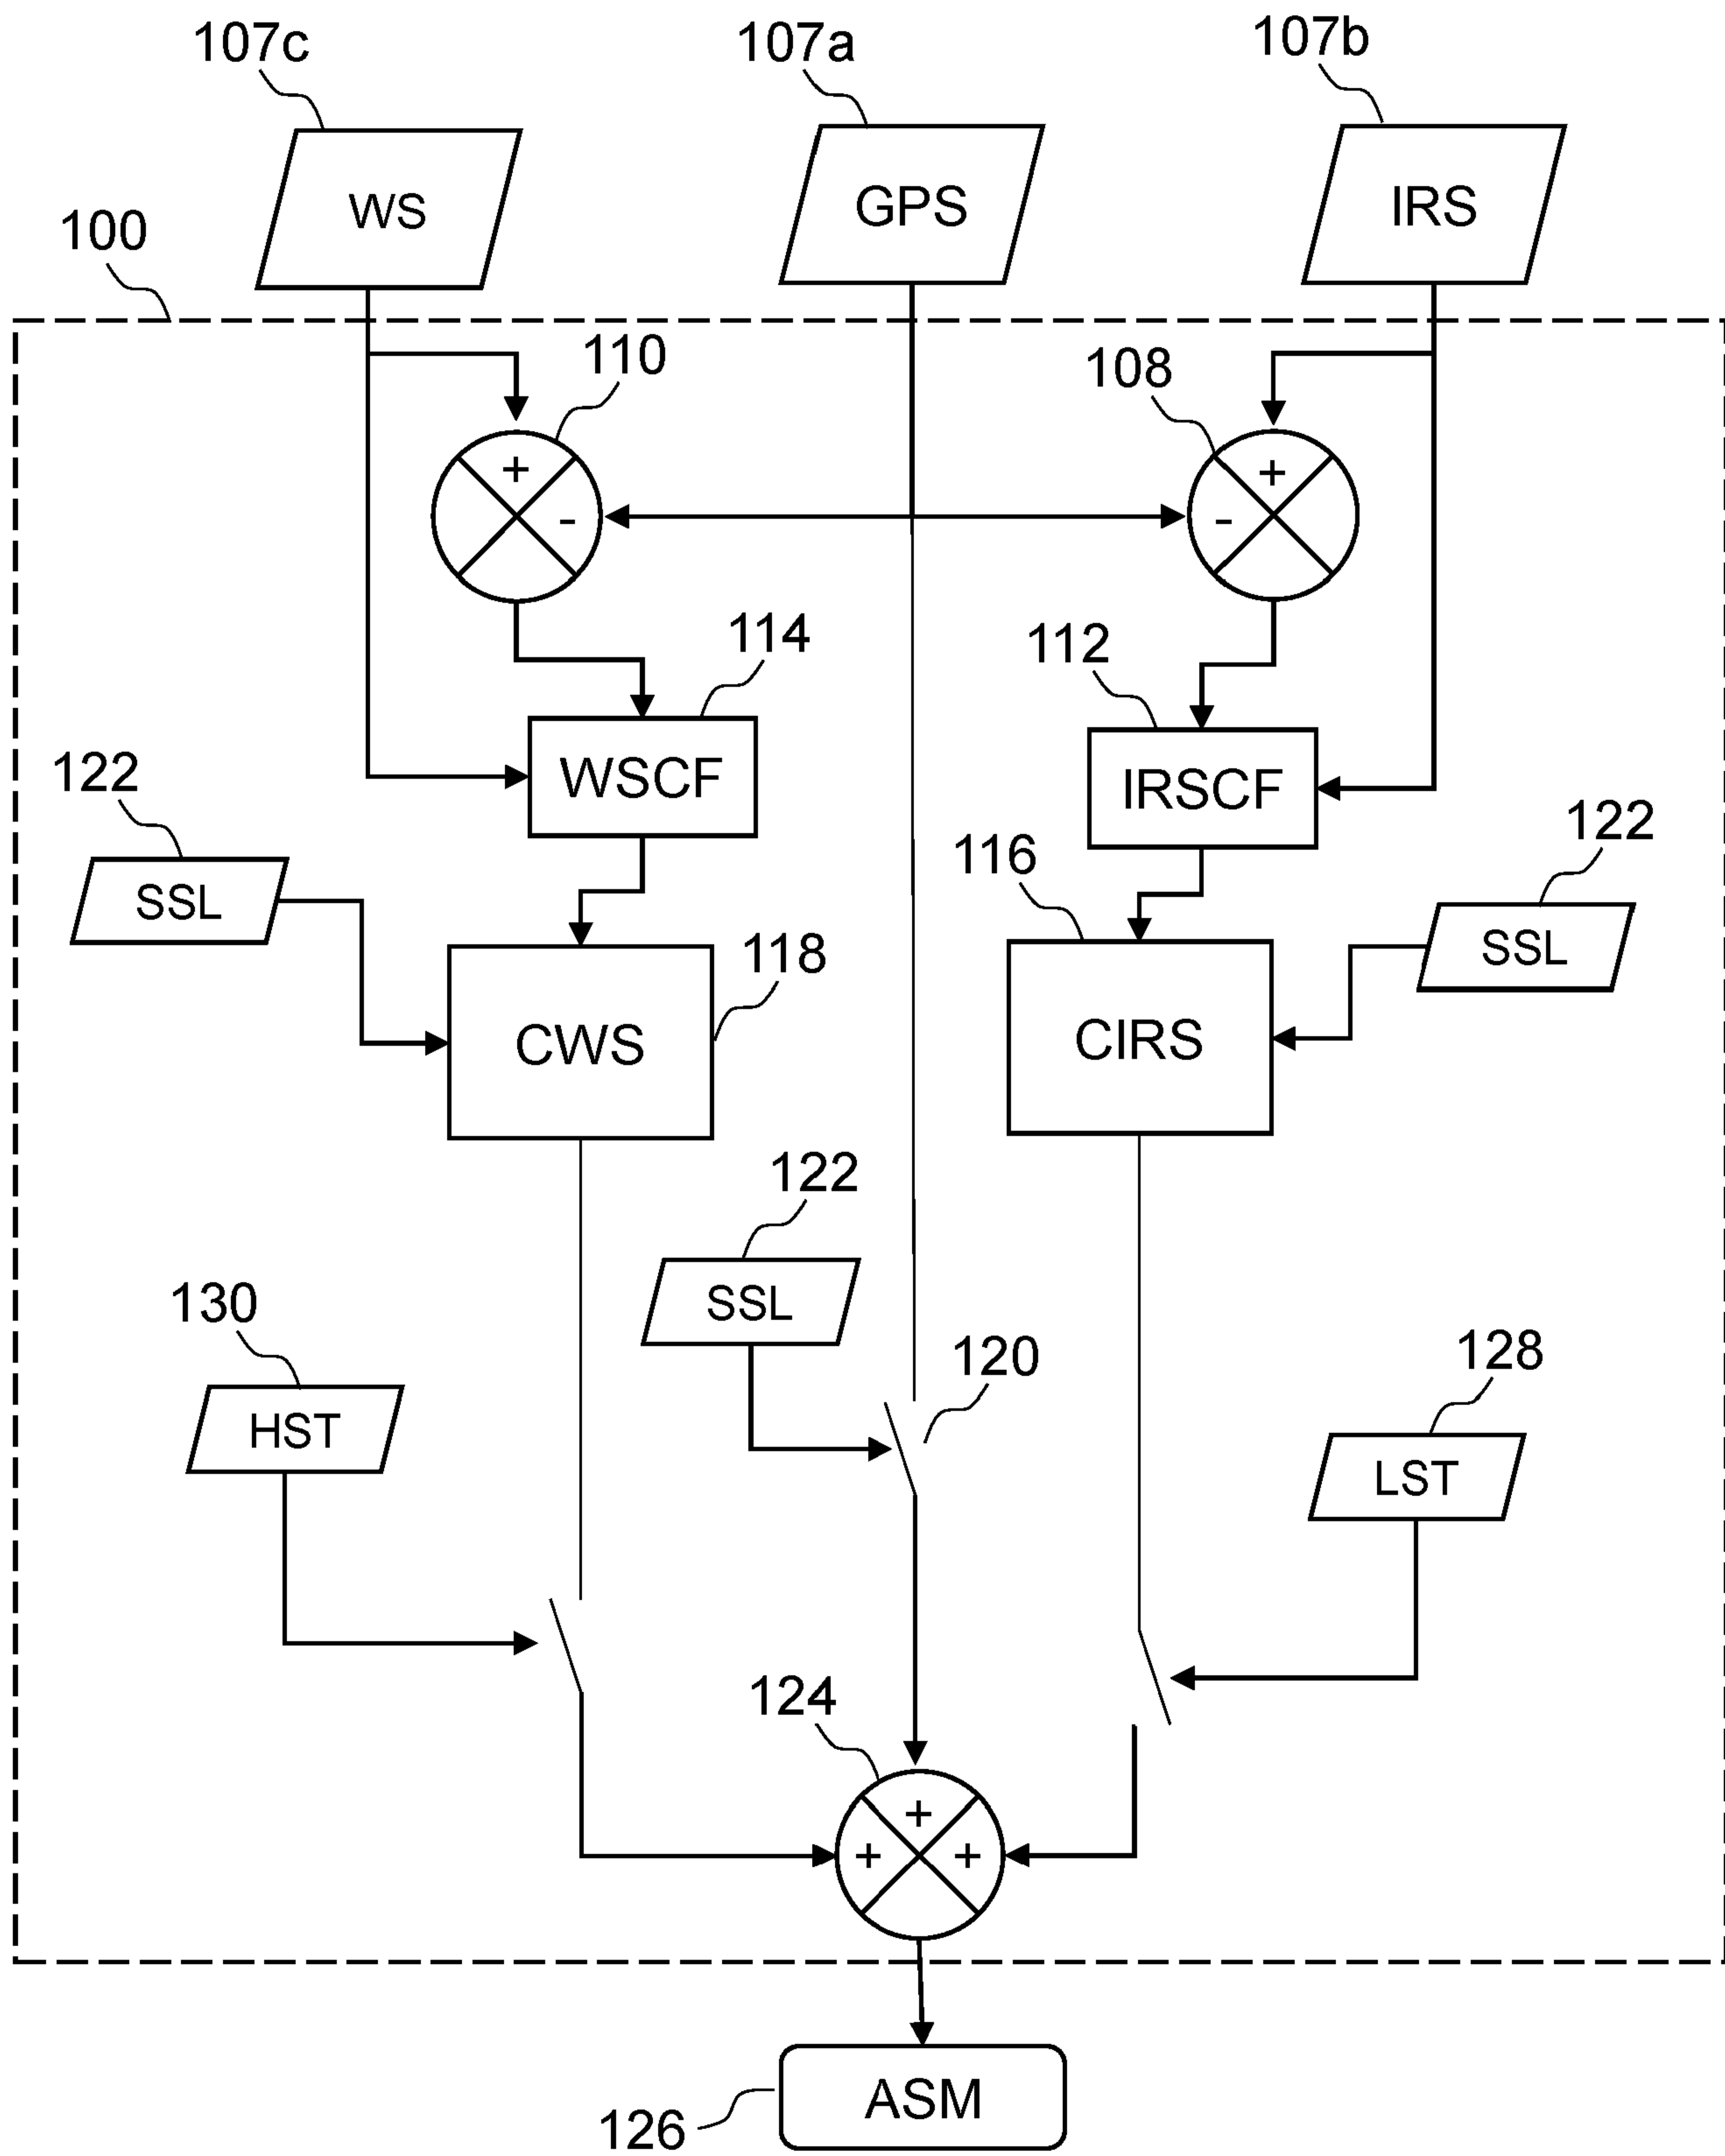 107c 107a 107b
WS GPS IRS
100
110 108
+ +
- -
114 112
WSCF IRSCF
122 122
116
SSL SSL
118
CWS CIRS
122
SSL
130 120 128
HST LST
124
+
+ +
ASM
126